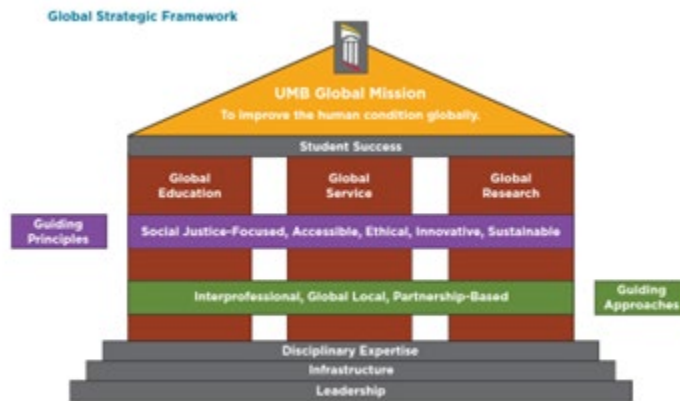 Global Strategic Framework
UMB Global Mission
To improve the human condition globally.
Student Success
Global
Education
Global
Service
Global
Research
Guiding
Principles
Social Justice-Focused, Accessible, Ethical, Innovative, Sustainable
Interprofessional, Global Local, Partnership-Based
Guiding
Approaches
Disciplinary Expertise
Infrastructure
Leadership